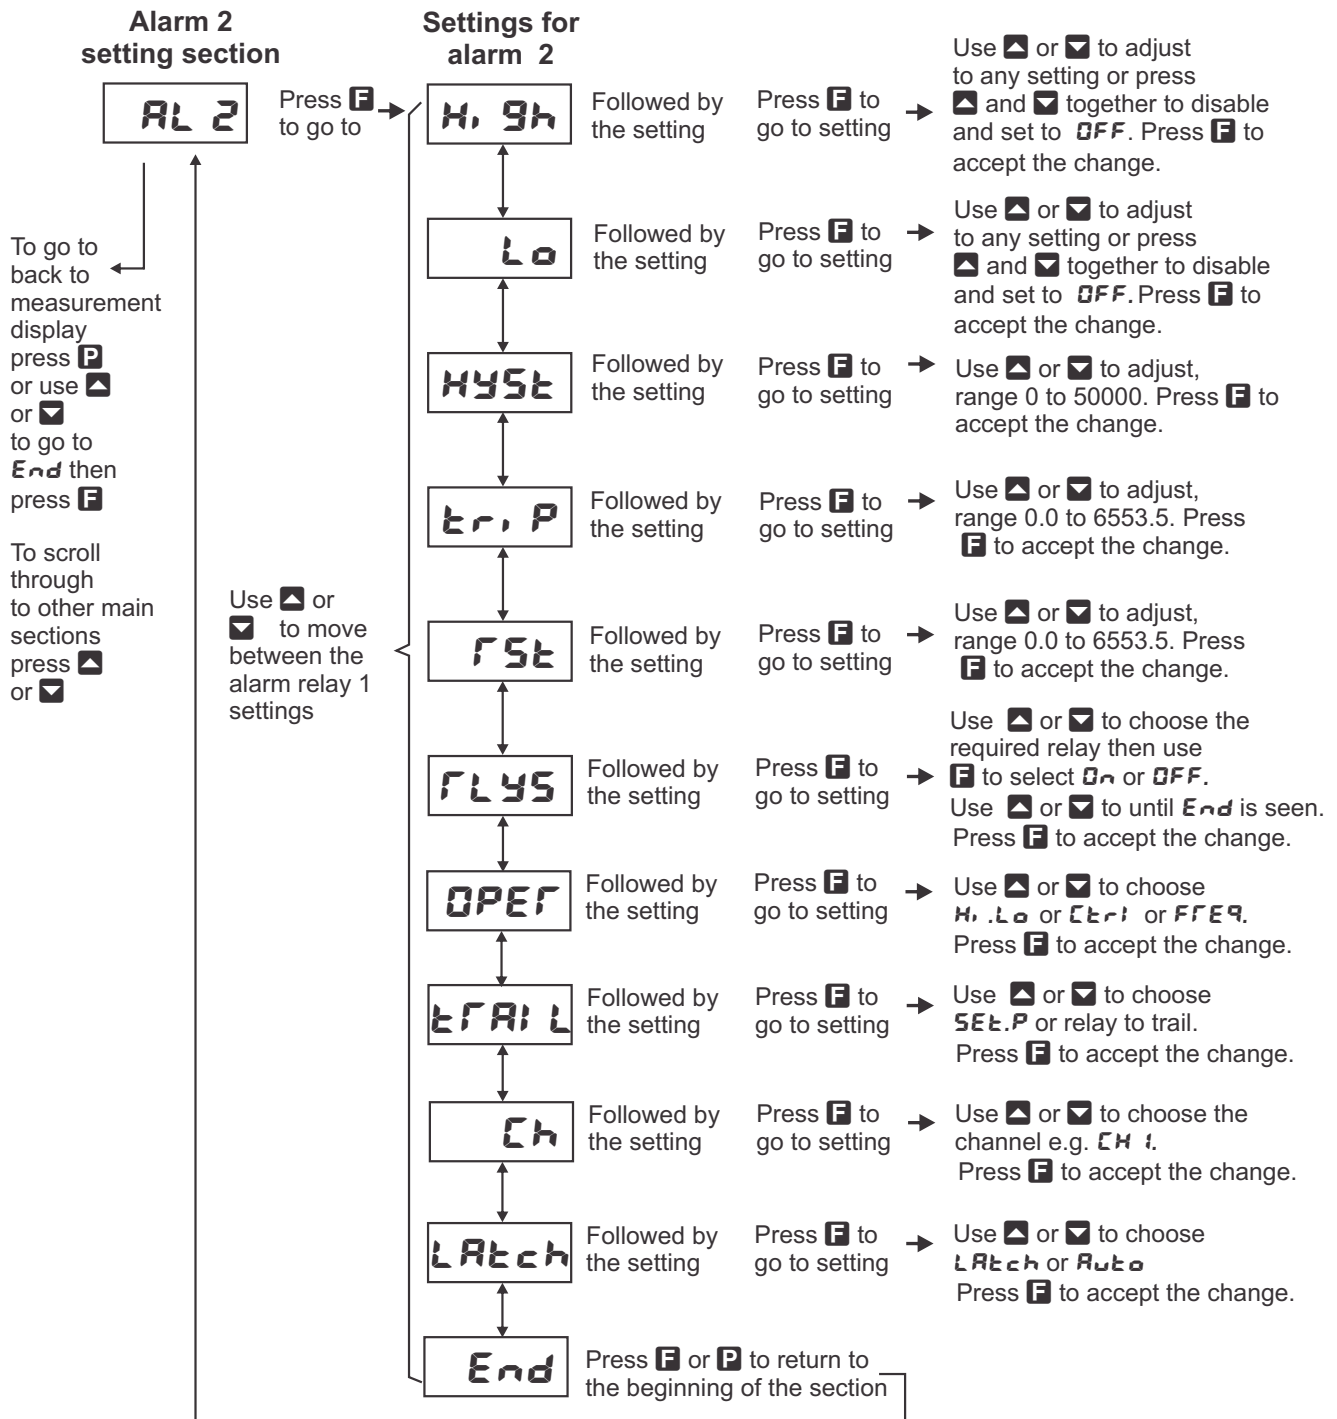 Alarm 2
setting section
AL 2
Press F
to go to
To go to
back to
measurement
display
press P
or use ▲
or ▼
to go to
End then
press F
To scroll
through
to other main
sections
press ▲
or ▼
Use ▲ or
▼ to move
between the
alarm relay 1
settings
Settings for
alarm 2
Hi gh
Followed by
the setting
Press F to
go to setting
Use ▲ or ▼ to adjust
to any setting or press
▲ and ▼ together to disable
and set to OFF. Press F to
accept the change.
Lo
Followed by
the setting
Press F to
go to setting
Use ▲ or ▼ to adjust
to any setting or press
▲ and ▼ together to disable
and set to OFF. Press F to
accept the change.
HYSt
Followed by
the setting
Press F to
go to setting
Use ▲ or ▼ to adjust,
range 0 to 50000. Press F to
accept the change.
tri P
Followed by
the setting
Press F to
go to setting
Use ▲ or ▼ to adjust,
range 0.0 to 6553.5. Press
F to accept the change.
rSt
Followed by
the setting
Press F to
go to setting
Use ▲ or ▼ to adjust,
range 0.0 to 6553.5. Press
F to accept the change.
rLYS
Followed by
the setting
Press F to
go to setting
Use ▲ or ▼ to choose the
required relay then use
F to select On or OFF.
Use ▲ or ▼ to until End is seen.
Press F to accept the change.
OPEr
Followed by
the setting
Press F to
go to setting
Use ▲ or ▼ to choose
Hi .Lo or Ctrl or FrEq.
Press F to accept the change.
trAI L
Followed by
the setting
Press F to
go to setting
Use ▲ or ▼ to choose
SEt.P or relay to trail.
Press F to accept the change.
Ch
Followed by
the setting
Press F to
go to setting
Use ▲ or ▼ to choose the
channel e.g. CH 1.
Press F to accept the change.
LAtch
Followed by
the setting
Press F to
go to setting
Use ▲ or ▼ to choose
LAtch or Auto
Press F to accept the change.
End
Press F or P to return to
the beginning of the section